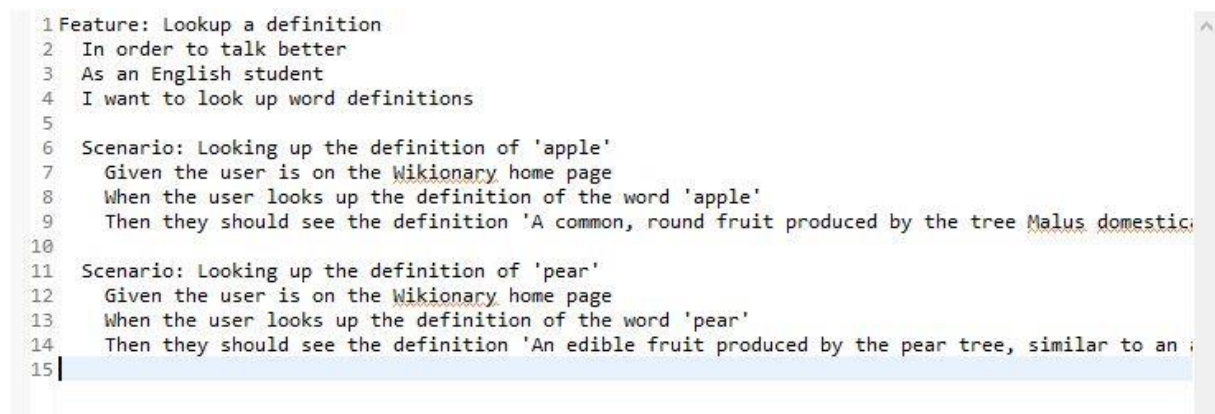 1 Feature: Lookup a definition
2 In order to talk better
3 As an English student
4 I want to look up word definitions
5
6 Scenario: Looking up the definition of 'apple'
7 Given the user is on the Wikionary home page
8 When the user looks up the definition of the word 'apple'
9 Then they should see the definition 'A common, round fruit produced by the tree Malus domestica
10
11 Scenario: Looking up the definition of 'pear'
12 Given the user is on the Wikionary home page
13 When the user looks up the definition of the word 'pear'
14 Then they should see the definition 'An edible fruit produced by the pear tree, similar to an
15